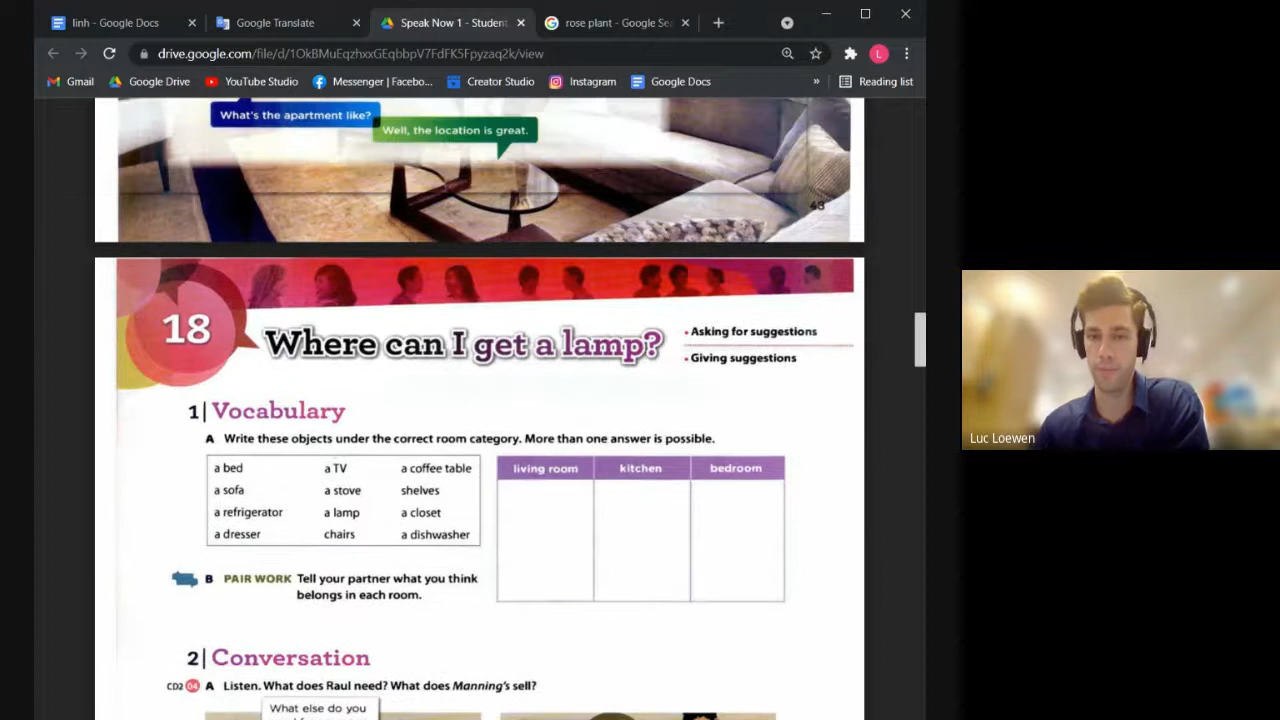 linh - Google Docs
Google Translate
Speak Now 1 - Student
rose plant - Google Sea
drive.google.com/file/d/1OkBMuEqzhxxGEqbbpV7FdFK5Fpyzaq2k/view
L
Gmail
Google Drive
YouTube Studio
Messenger | Facebo...
Creator Studio
Instagram
Google Docs
»
Reading list
What's the apartment like?
Well, the location is great.
43
18
Where can I get a lamp?
• Asking for suggestions
• Giving suggestions
1 | Vocabulary
A Write these objects under the correct room category. More than one answer is possible.
a bed a TV a coffee table
a sofa a stove shelves
a refrigerator a lamp a closet
a dresser chairs a dishwasher
living room kitchen bedroom
B PAIR WORK Tell your partner what you think
belongs in each room.
2 | Conversation
CD2 04 A Listen. What does Raul need? What does Manning's sell?
What else do you
Luc Loewen